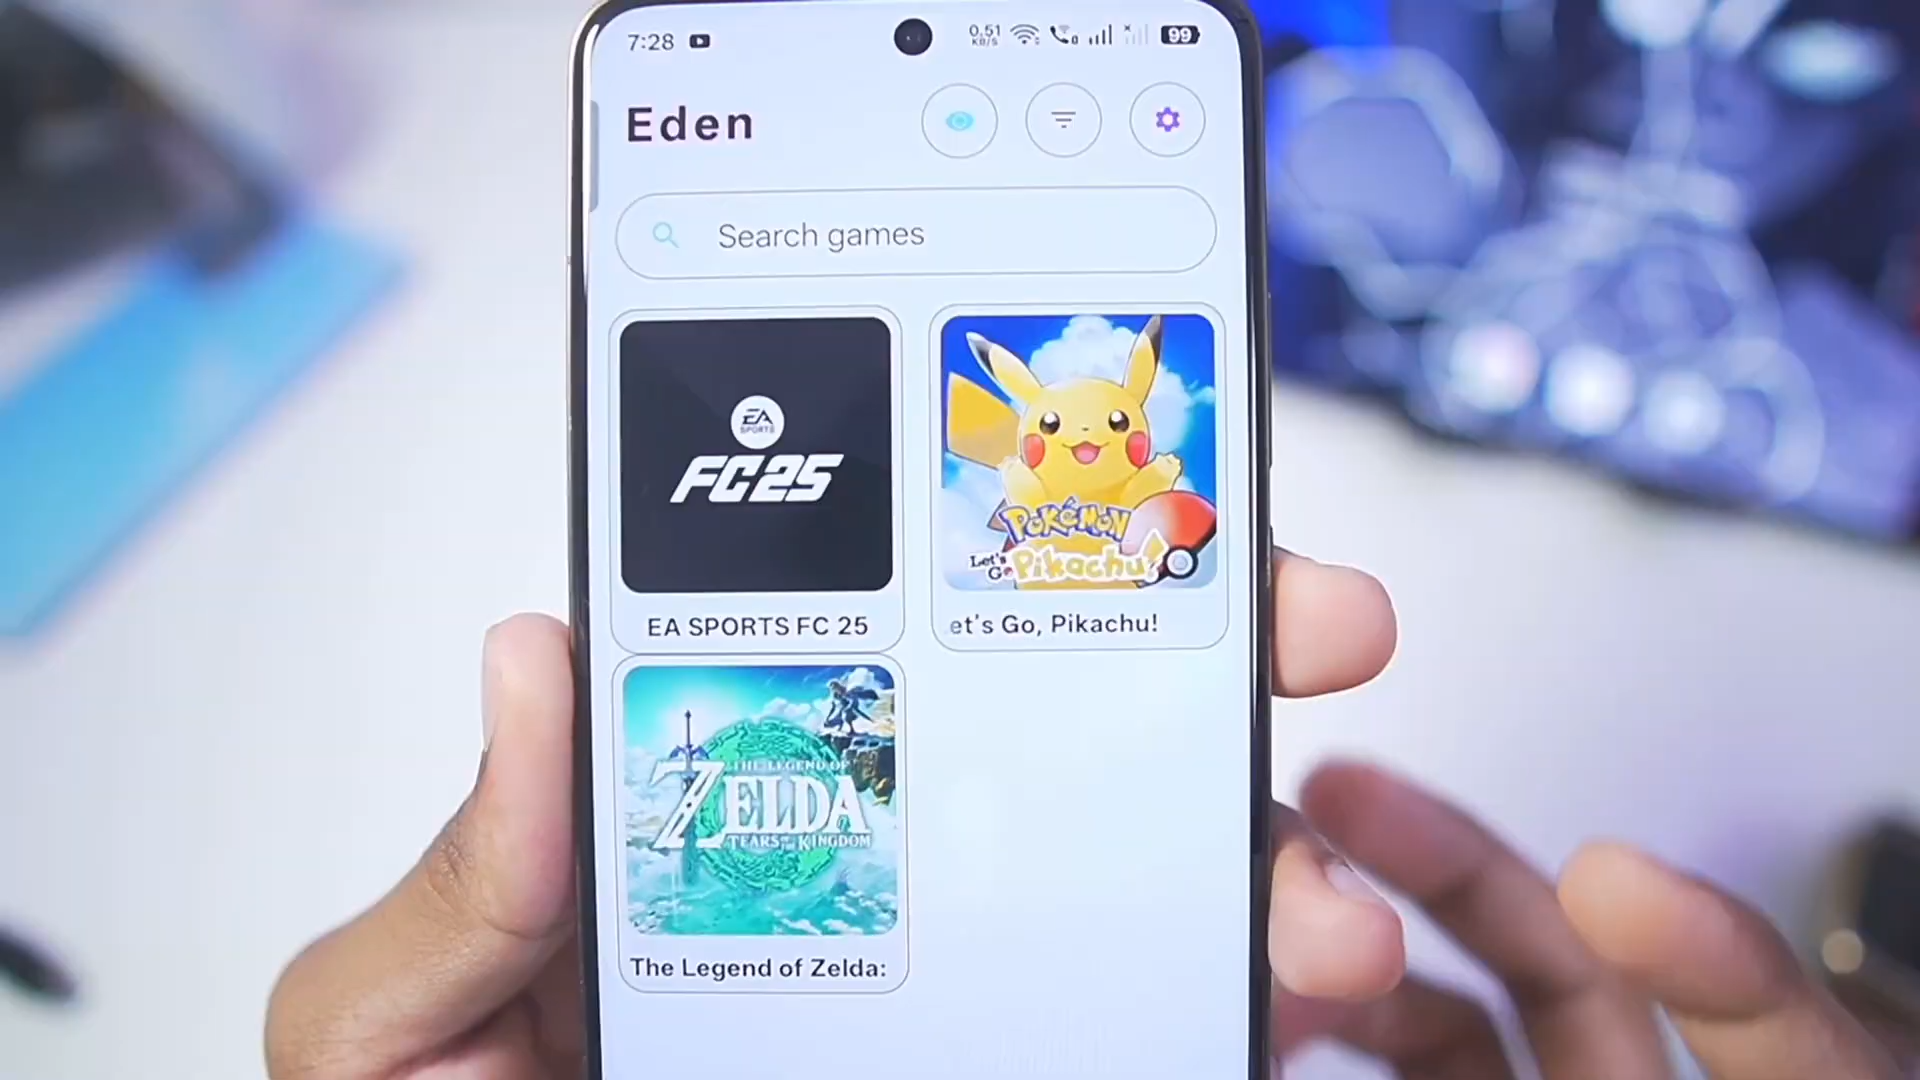 7:28
0.51
KB/S
99
Eden
Search games
EA
SPORTS
FC25
POKéMON
Let's
Go Pikachu!
EA SPORTS FC 25
et's Go, Pikachu!
THE LEGEND OF
ZELDA
TEARS OF THE KINGDOM
The Legend of Zelda: